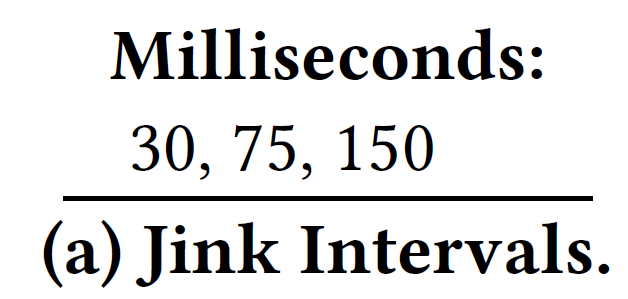 Milliseconds:
30, 75, 150
(a) Jink Intervals.